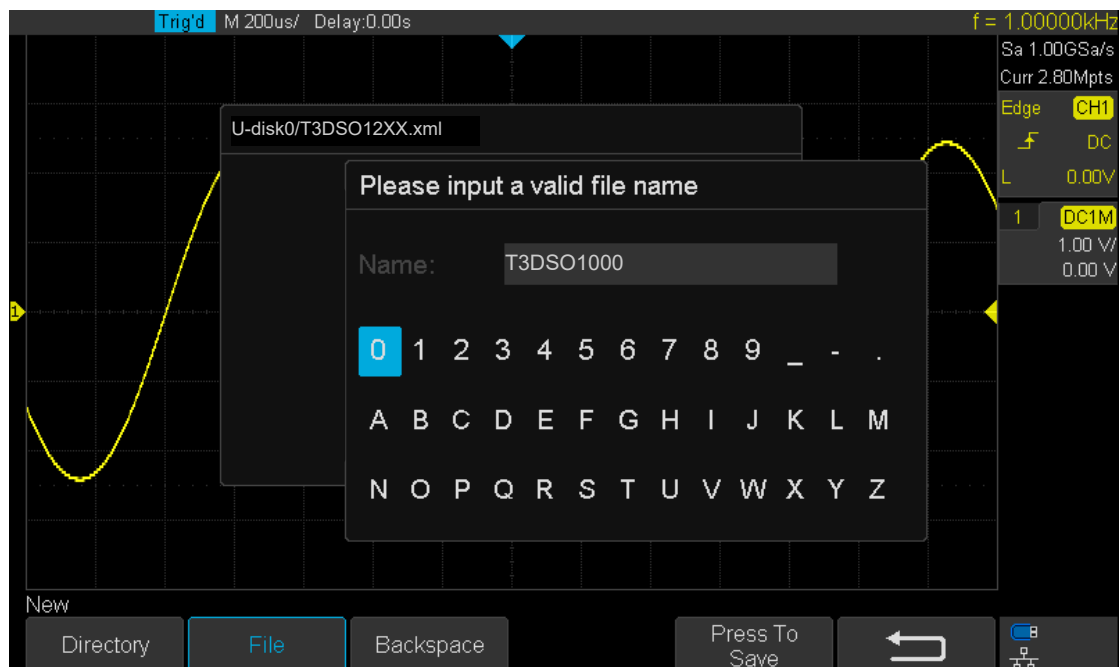 Trig'd M 200us/ Delay:0.00s f = 1.00000kHz
Sa 1.00GSa/s
Curr 2.80Mpts
Edge CH1
DC
L 0.00V
1 DC1M
1.00 V/
0.00 V
U-disk0/T3DSO12XX.xml
Please input a valid file name
Name: T3DSO1000
0 1 2 3 4 5 6 7 8 9 _ - .
A B C D E F G H I J K L M
N O P Q R S T U V W X Y Z
1
New
Directory File Backspace Press To
Save